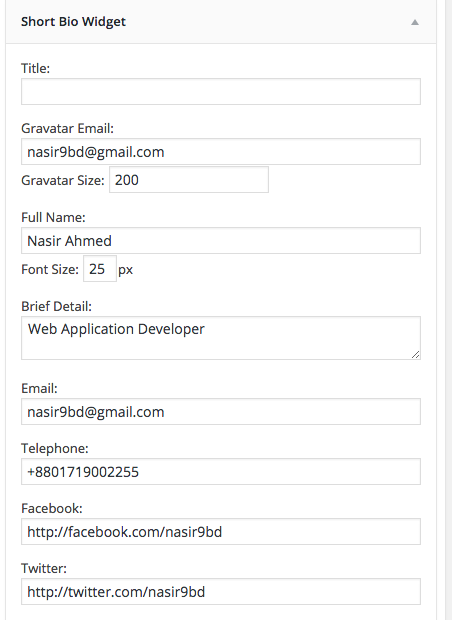 Short Bio Widget
Title:
Gravatar Email:
nasir9bd@gmail.com
Gravatar Size: 200
Full Name:
Nasir Ahmed
Font Size: 25 px
Brief Detail:
Web Application Developer
Email:
nasir9bd@gmail.com
Telephone:
+8801719002255
Facebook:
http://facebook.com/nasir9bd
Twitter:
http://twitter.com/nasir9bd